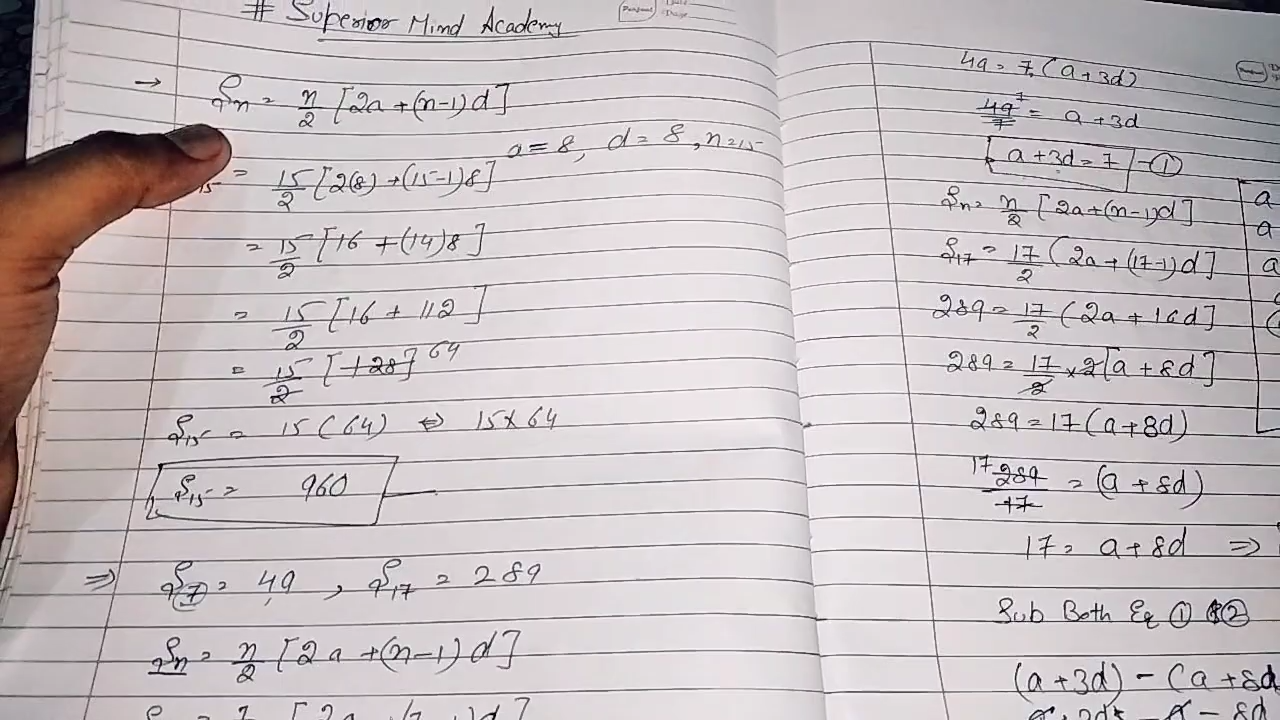 # Superior Mind Academy
→ Sn = n/2 [2a + (n-1)d]
a = 8, d = 8, n = 15
15 = 15/2 [2(8) + (15-1)8]
= 15/2 [16 + (14)8]
= 15/2 [16 + 112]
= 15/2 [128] 64
S15 = 15(64) ⇔ 15×64
S15 = 960
⇒ S7 = 49, S17 = 289
Sn = n/2 [2a + (n-1)d]
49 = 7(a+3d)
49/7 7 = a+3d
a+3d = 7 - ①
Sn = n/2 [2a+(n-1)d]
S17 = 17/2 (2a+(17-1)d]
289 = 17/2 (2a+16d]
289 = 17/2 × 2[a+8d]
289 = 17(a+8d)
17 289/17 = (a+8d)
17 = a+8d ⇒
Sub Both Eq ① & ②
(a+3d) - (a+8d
a
a
a